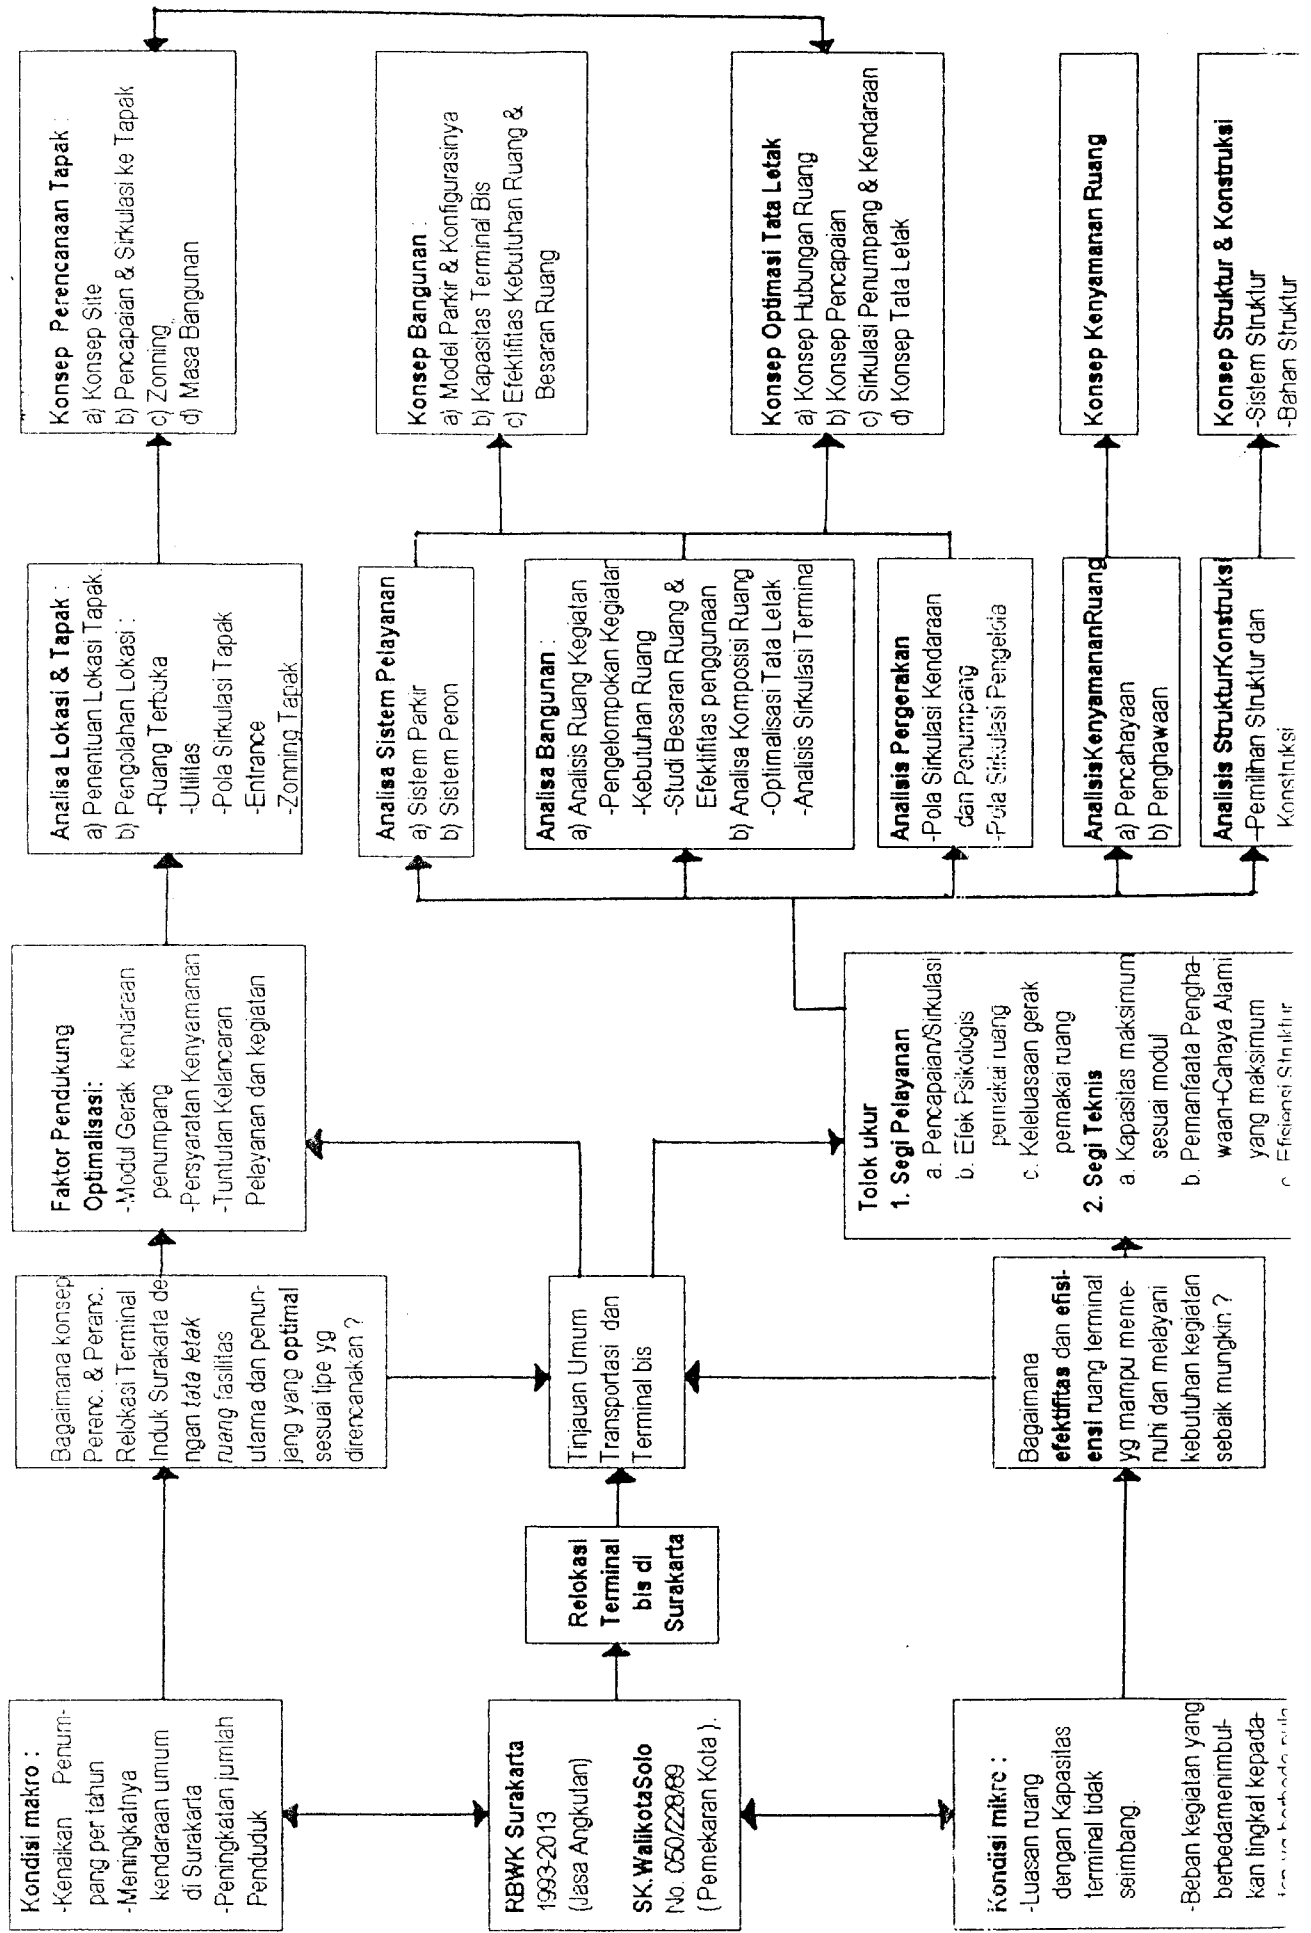 Kondisi makro :
-Kenaikan Penum-
pang per tahun
-Meningkatnya
kendaraan umum
di Surakarta
-Peningkatan jumlah
Penduduk
RBWK Surakarta
1993-2013
(Jasa Angkutan)
SK.WalikotaSolo
No. 050/228/89
( Pemekaran Kota ).
Kondisi mikro :
-Luasan ruang
dengan Kapasitas
terminal tidak
seimbang.
-Beban kegiatan yang
berbedamenimbul-
kan tingkat kepada-
Relokasi
Terminal
bis di
Surakarta
Bagaimana konsep
Perenc. & Peranc.
Relokasi Terminal
Induk Surakarta de
ngan tata letak
ruang fasilitas
utama dan penun-
jang yang optimal
sesuai tipe yg
direncanakan ?
Tinjauan Umum
Transportasi dan
Terminal bis
Bagaimana
efektifitas dan efisi-
ensi ruang terminal
yg mampu meme-
nuhi dan melayani
kebutuhan kegiatan
sebaik mungkin ?
Faktor Pendukung
Optimalisasi:
-Modul Gerak kendaraan
penumpang
-Persyaratan Kenyamanan
-Tuntutan Kelancaran
Pelayanan dan kegiatan
Tolok ukur
1. Segi Pelayanan
a. Pencapaian/Sirkulasi
b. Efek Psikologis
pemakai ruang
c. Keleluasaan gerak
pemakai ruang
2. Segi Teknis
a. Kapasitas maksimum
sesuai modul
b. Pemanfaata Pengha-
waan+Cahaya Alami
yang maksimum
c. Efisiensi Struktur
Analisa Lokasi & Tapak :
a) Penentuan Lokasi Tapak.
b) Pengolahan Lokasi :
-Ruang Terbuka
-Utilitas
-Pola Sirkulasi Tapak
-Entrance
-Zonning Tapak
Analisa Sistem Pelayanan
a) Sistem Parkir
b) Sistem Peron
Analisa Bangunan :
a) Analisis Ruang Kegiatan
-Pengelompokan Kegiatan
-Kebutuhan Ruang
-Studi Besaran Ruang &
Efektifitas penggunaan
b) Analisa Komposisi Ruang
-Optimalisasi Tata Letak
-Analisis Sirkulasi Terminal
Analisis Pergerakan
-Pola Sirkulasi Kendaraan
dan Penumpang
-Pola Sirkulasi Pengelola
AnalisisKenyamananRuang
a) Pencahayaan
b) Penghawaan
Analisis StrukturKonstruksi
-Pemilihan Struktur dan
Konstruksi
Konsep Perencanaan Tapak :
a) Konsep Site
b) Pencapaian & Sirkulasi ke Tapak
c) Zonning
d) Masa Bangunan
Konsep Bangunan :
a) Model Parkir & Konfigurasinya
b) Kapasitas Terminal Bis
c) Efektifitas Kebutuhan Ruang &
Besaran Ruang
Konsep Optimasi Tata Letak
a) Konsep Hubungan Ruang
b) Konsep Pencapaian
c) Sirkulasi Penumpang & Kendaraan
d) Konsep Tata Letak
Konsep Kenyamanan Ruang
Konsep Struktur & Konstruksi
-Sistem Struktur
-Bahan Struktur